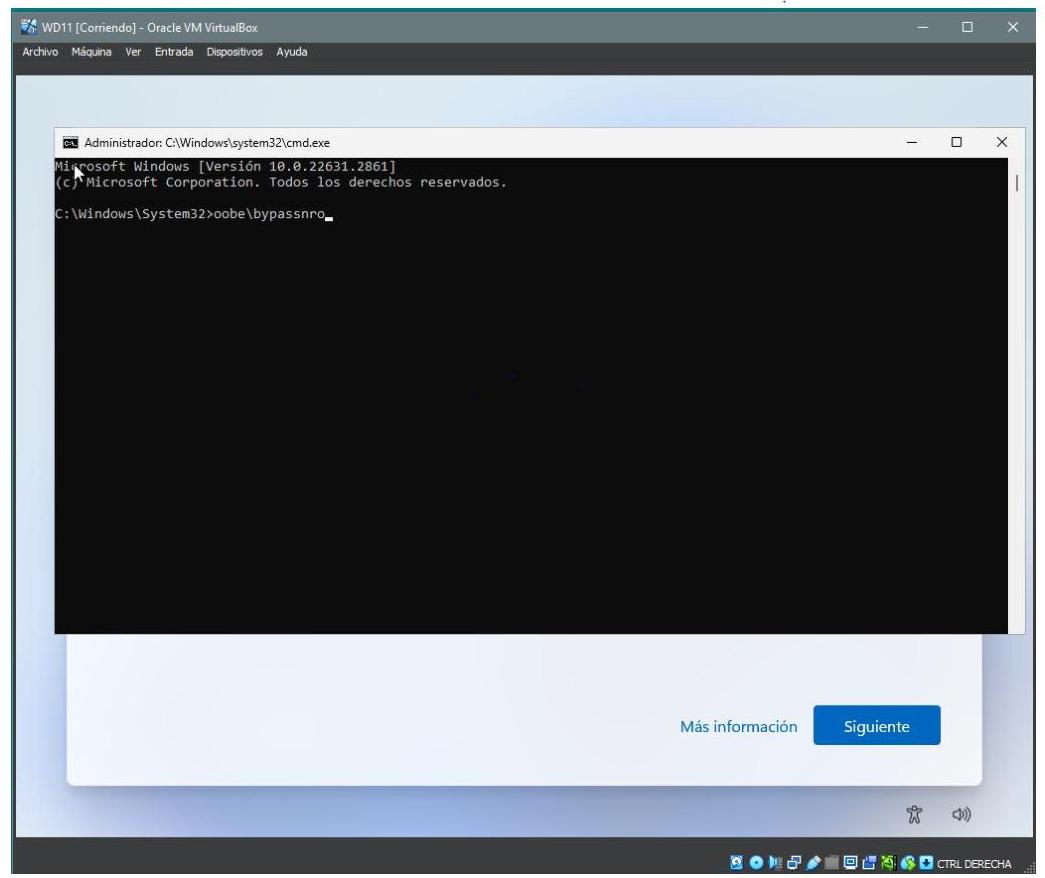 WD11 [Corriendo] - Oracle VM VirtualBox
Archivo Máquina Ver Entrada Dispositivos Ayuda
Administrador: C:\Windows\system32\cmd.exe
Microsoft Windows [Versión 10.0.22631.2861]
(c) Microsoft Corporation. Todos los derechos reservados.
C:\Windows\System32>oobe\bypassnro
Más información
Siguiente
CTRL DERECHA